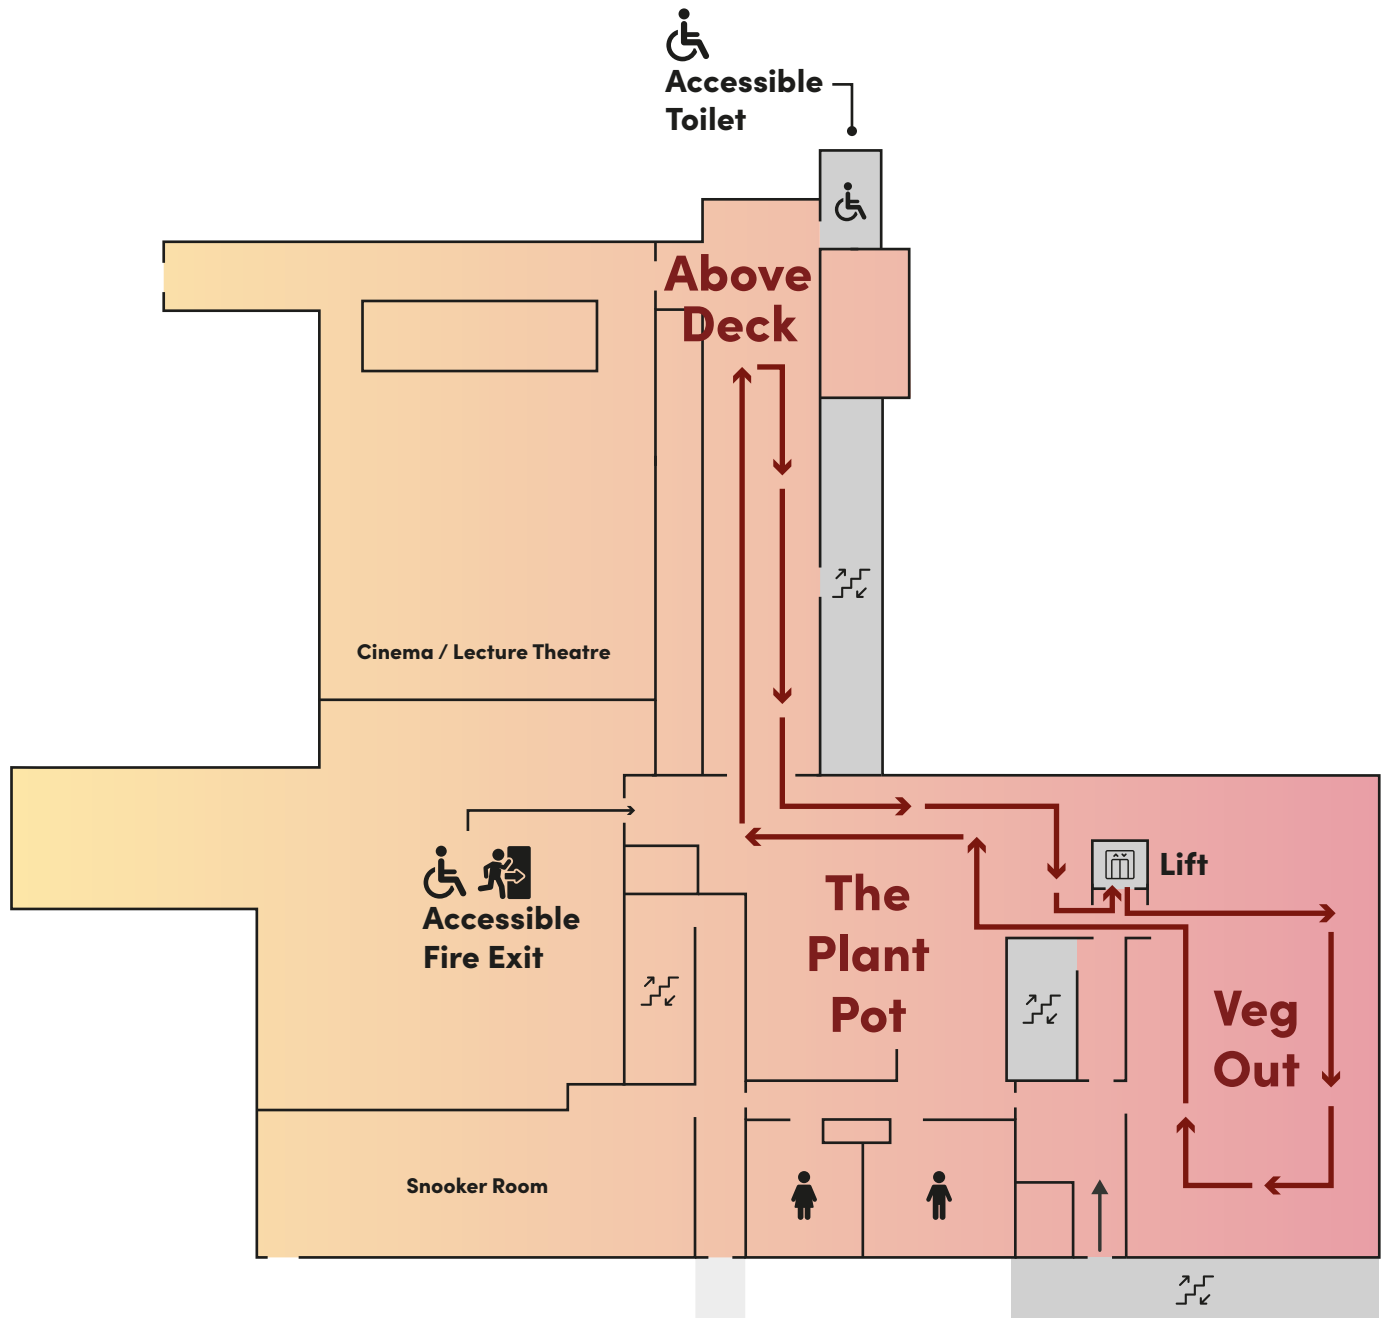 Accessible
Toilet
Above
Deck
Cinema / Lecture Theatre
Accessible
Fire Exit
The
Plant
Pot
Lift
Veg
Out
Snooker Room